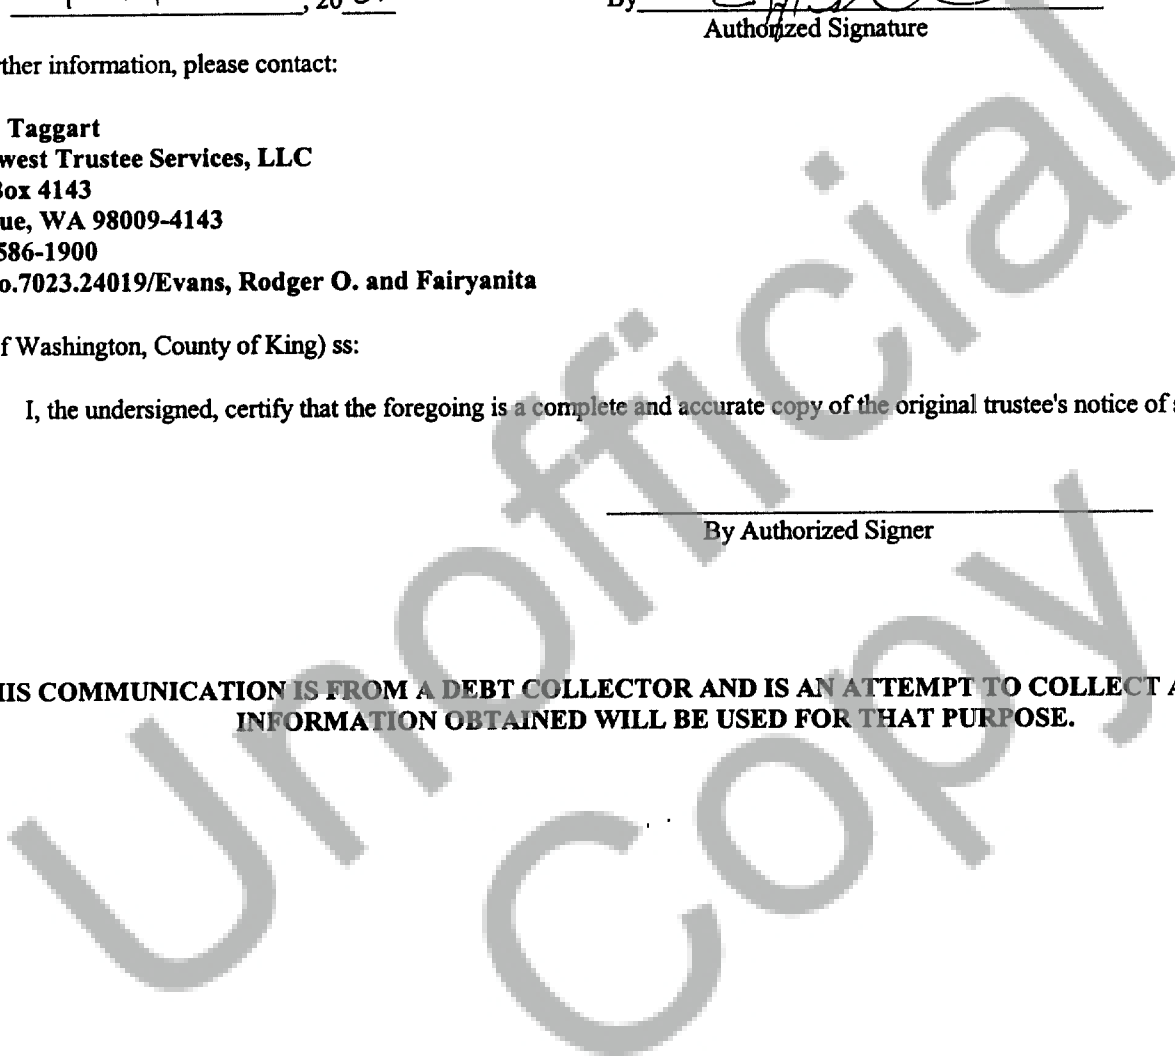 , 20
By
Authorized Signature
ther information, please contact:
Taggart
west Trustee Services, LLC
Box 4143
ue, WA 98009-4143
586-1900
o.7023.24019/Evans, Rodger O. and Fairyanita
f Washington, County of King) ss:
I, the undersigned, certify that the foregoing is a complete and accurate copy of the original trustee's notice of
By Authorized Signer
HIS COMMUNICATION IS FROM A DEBT COLLECTOR AND IS AN ATTEMPT TO COLLECT A
INFORMATION OBTAINED WILL BE USED FOR THAT PURPOSE.
Unofficial
Copy